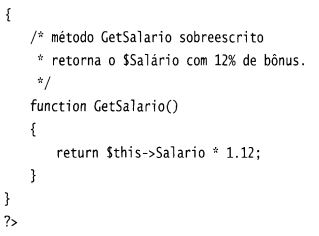 {
/* método GetSalario sobreescrito
* retorna o $Salário com 12% de bônus.
*/
function GetSalario()
{
return $this->Salario * 1.12;
}
}
?>